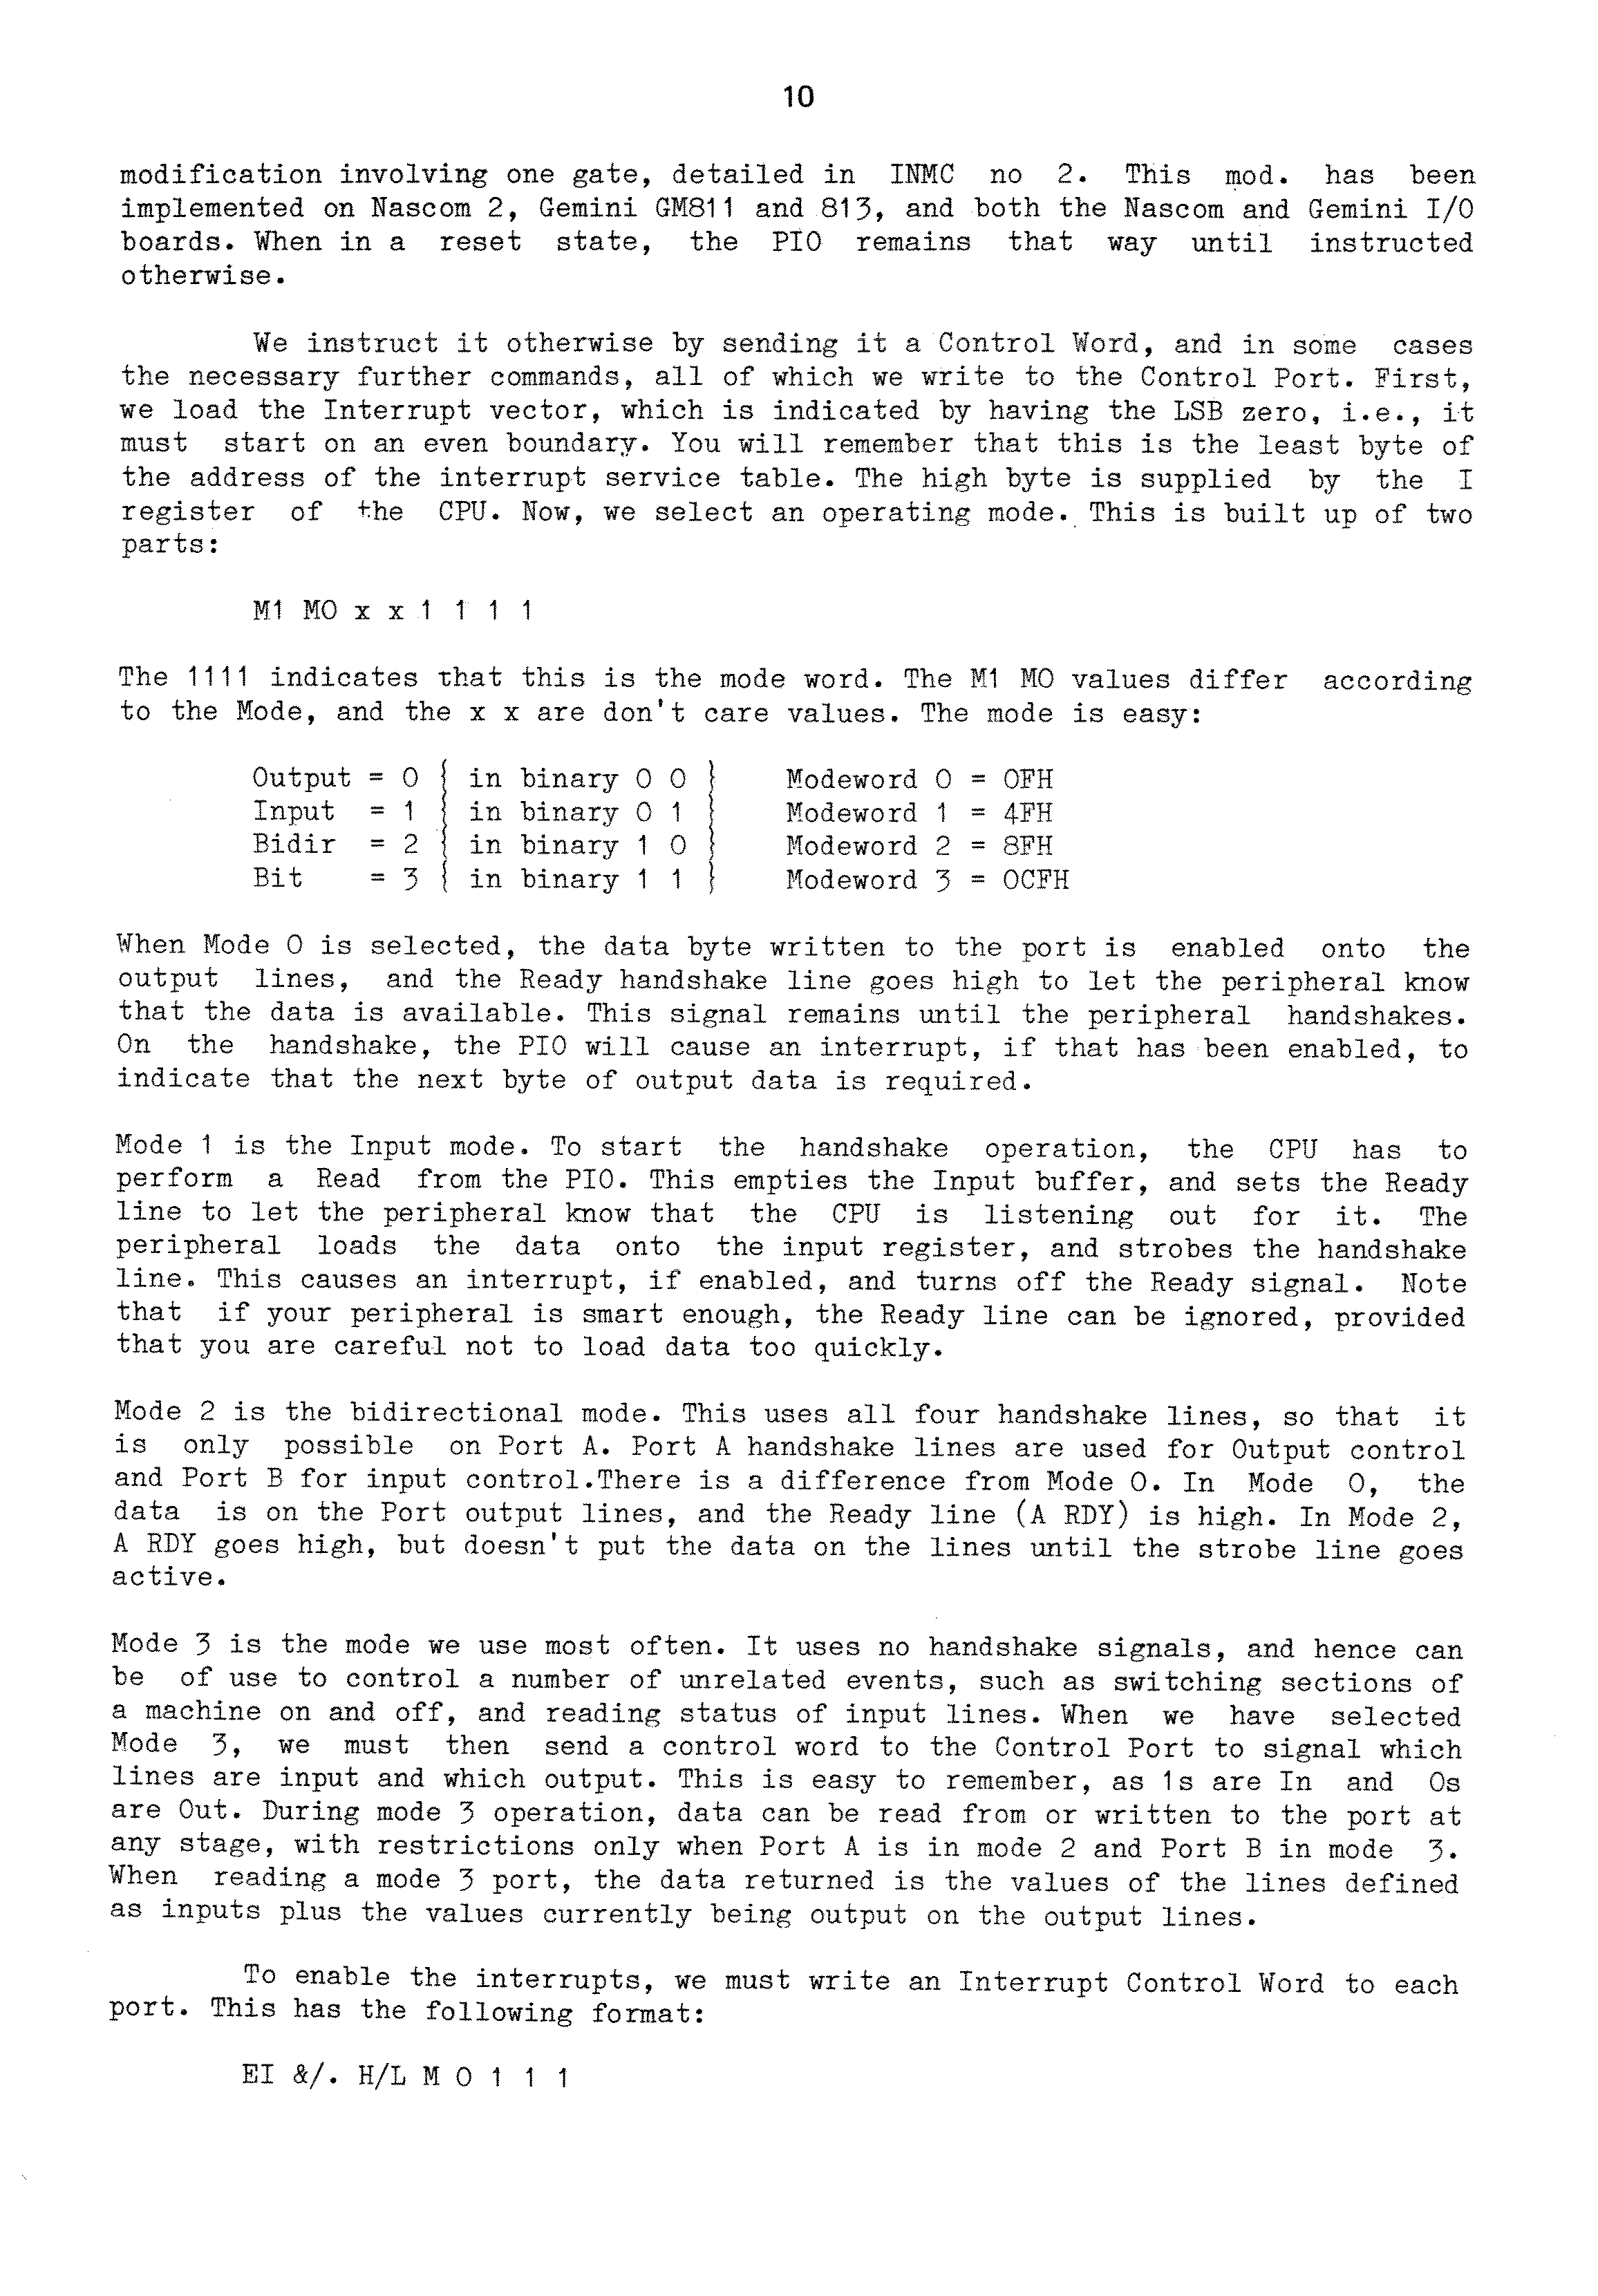 10
modification involving one gate, detailed in INMC no 2. This mod. has been
implemented on Nascom 2, Gemini GM811 and 813, and both the Nascom and Gemini I/O
boards. When in a reset state, the PIO remains that way until instructed
otherwise.
We instruct it otherwise by sending it a Control Word, and in some cases
the necessary further commands, all of which we write to the Control Port. First,
we load the Interrupt vector, which is indicated by having the LSB zero, i.e., it
must start on an even boundary. You will remember that this is the least byte of
the address of the interrupt service table. The high byte is supplied by the I
register of the CPU. Now, we select an operating mode. This is built up of two
parts:
M1 M0 x x 1 1 1 1
The 1111 indicates that this is the mode word. The M1 M0 values differ according
to the Mode, and the x x are don't care values. The mode is easy:
Output = 0 { in binary 0 0 } Modeword 0 = 0FH
Input = 1 { in binary 0 1 } Modeword 1 = 4FH
Bidir = 2 { in binary 1 0 } Modeword 2 = 8FH
Bit = 3 { in binary 1 1 } Modeword 3 = 0CFH
When Mode 0 is selected, the data byte written to the port is enabled onto the
output lines, and the Ready handshake line goes high to let the peripheral know
that the data is available. This signal remains until the peripheral handshakes.
On the handshake, the PIO will cause an interrupt, if that has been enabled, to
indicate that the next byte of output data is required.
Mode 1 is the Input mode. To start the handshake operation, the CPU has to
perform a Read from the PIO. This empties the Input buffer, and sets the Ready
line to let the peripheral know that the CPU is listening out for it. The
peripheral loads the data onto the input register, and strobes the handshake
line. This causes an interrupt, if enabled, and turns off the Ready signal. Note
that if your peripheral is smart enough, the Ready line can be ignored, provided
that you are careful not to load data too quickly.
Mode 2 is the bidirectional mode. This uses all four handshake lines, so that it
is only possible on Port A. Port A handshake lines are used for Output control
and Port B for input control.There is a difference from Mode 0. In Mode 0, the
data is on the Port output lines, and the Ready line (A RDY) is high. In Mode 2,
A RDY goes high, but doesn't put the data on the lines until the strobe line goes
active.
Mode 3 is the mode we use most often. It uses no handshake signals, and hence can
be of use to control a number of unrelated events, such as switching sections of
a machine on and off, and reading status of input lines. When we have selected
Mode 3, we must then send a control word to the Control Port to signal which
lines are input and which output. This is easy to remember, as 1s are In and 0s
are Out. During mode 3 operation, data can be read from or written to the port at
any stage, with restrictions only when Port A is in mode 2 and Port B in mode 3.
When reading a mode 3 port, the data returned is the values of the lines defined
as inputs plus the values currently being output on the output lines.
To enable the interrupts, we must write an Interrupt Control Word to each
port. This has the following format:
EI &/. H/L M 0 1 1 1